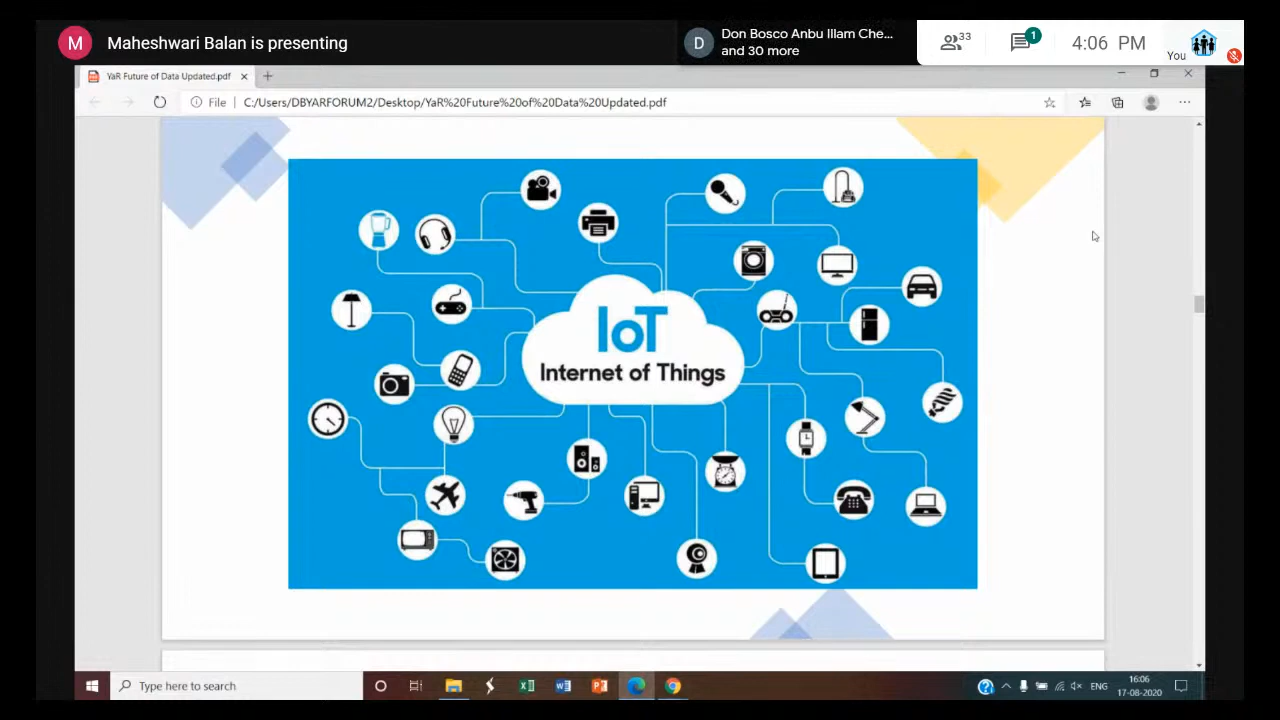 M Maheshwari Balan is presenting
D Don Bosco Anbu Illam Che...
and 30 more
33
1
4:06 PM
You
YaR Future of Data Updated.pdf
File
C:/Users/DBYARFORUM2/Desktop/YaR%20Future%20of%20Data%20Updated.pdf
IoT
Internet of Things
Type here to search
ENG
16:06
17-08-2020